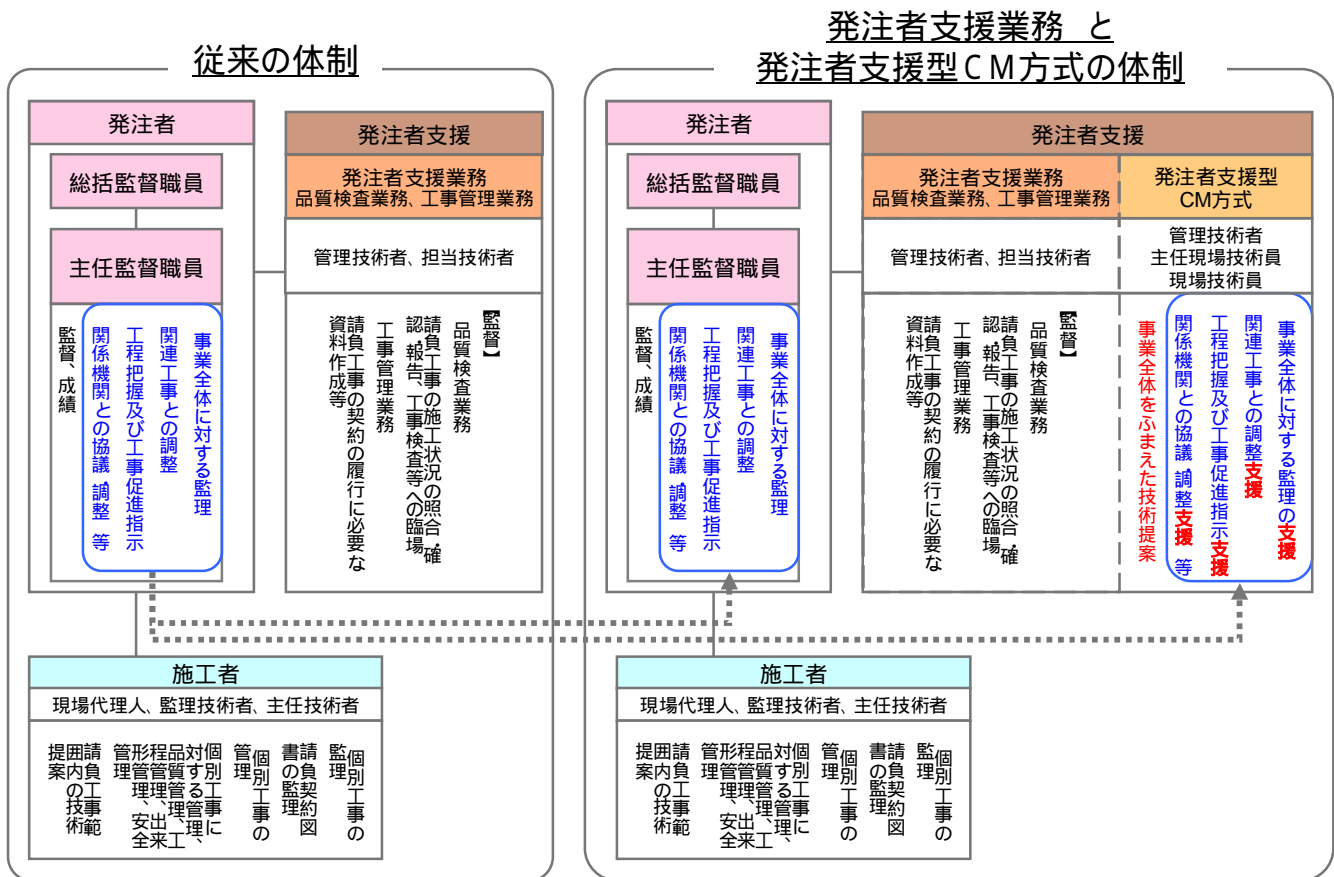 従来の体制
発注者
総括監督職員
主任監督職員
事業全体に対する監理
関連工事との調整
工程把握及び工事促進指示
関係機関との協議・調整 等
監督、成績
発注者支援
発注者支援業務
品質検査業務、工事管理業務
管理技術者、担当技術者
【監督】
品質検査業務
請負工事の施工状況の照合・確
認・報告、工事検査等への臨場
工事管理業務
請負工事の契約の履行に必要な
資料作成等
施工者
現場代理人、監理技術者、主任技術者
個別工事の
監理
請負契約図
書の監理
個別工事の
管理
個別工事に
対する管理、
品質管理、工
程管理、出来
形管理、安全
管理
請負工事範
囲内の技術
提案
発注者支援業務 と
発注者支援型CM方式の体制
発注者
総括監督職員
主任監督職員
事業全体に対する監理
関連工事との調整
工程把握及び工事促進指示
関係機関との協議・調整 等
監督、成績
発注者支援
発注者支援業務
品質検査業務、工事管理業務
管理技術者、担当技術者
【監督】
品質検査業務
請負工事の施工状況の照合・確
認・報告、工事検査等への臨場
工事管理業務
請負工事の契約の履行に必要な
資料作成等
発注者支援型
CM方式
管理技術者
主任現場技術員
現場技術員
事業全体に対する監理の支援
関連工事との調整支援
工程把握及び工事促進指示支援
関係機関との協議・調整支援 等
事業全体をふまえた技術提案
施工者
現場代理人、監理技術者、主任技術者
個別工事の
監理
請負契約図
書の監理
個別工事の
管理
個別工事に
対する管理、
品質管理、工
程管理、出来
形管理、安全
管理
請負工事範
囲内の技術
提案